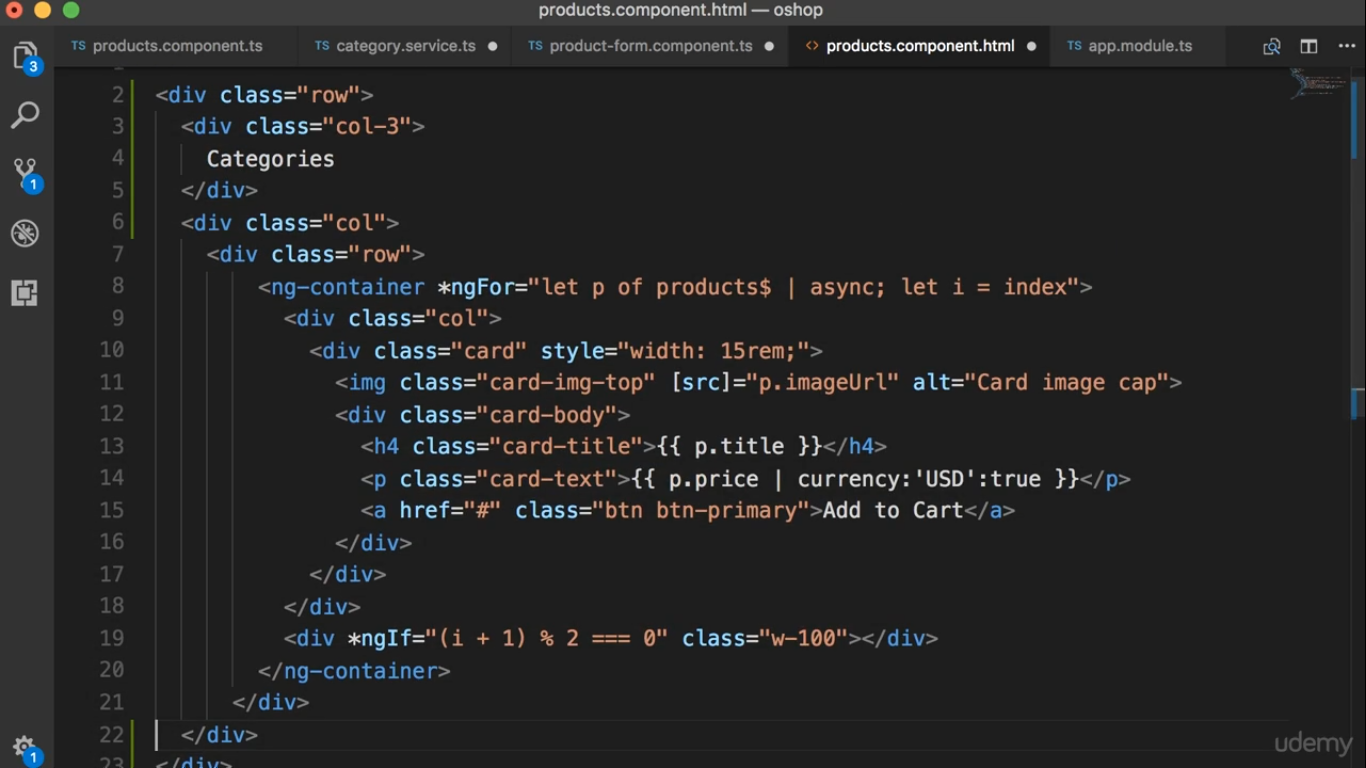 products.component.html — oshop
TS products.component.ts
TS category.service.ts
TS product-form.component.ts
<> products.component.html
TS app.module.ts
3
1
1
2 <div class="row">
3 <div class="col-3">
4 Categories
5 </div>
6 <div class="col">
7 <div class="row">
8 <ng-container *ngFor="let p of products$ | async; let i = index">
9 <div class="col">
10 <div class="card" style="width: 15rem;">
11 <img class="card-img-top" [src]="p.imageUrl" alt="Card image cap">
12 <div class="card-body">
13 <h4 class="card-title">{{ p.title }}</h4>
14 <p class="card-text">{{ p.price | currency:'USD':true }}</p>
15 <a href="#" class="btn btn-primary">Add to Cart</a>
16 </div>
17 </div>
18 </div>
19 <div *ngIf="(i + 1) % 2 === 0" class="w-100"></div>
20 </ng-container>
21 </div>
22 </div>
23 </div>
udemy